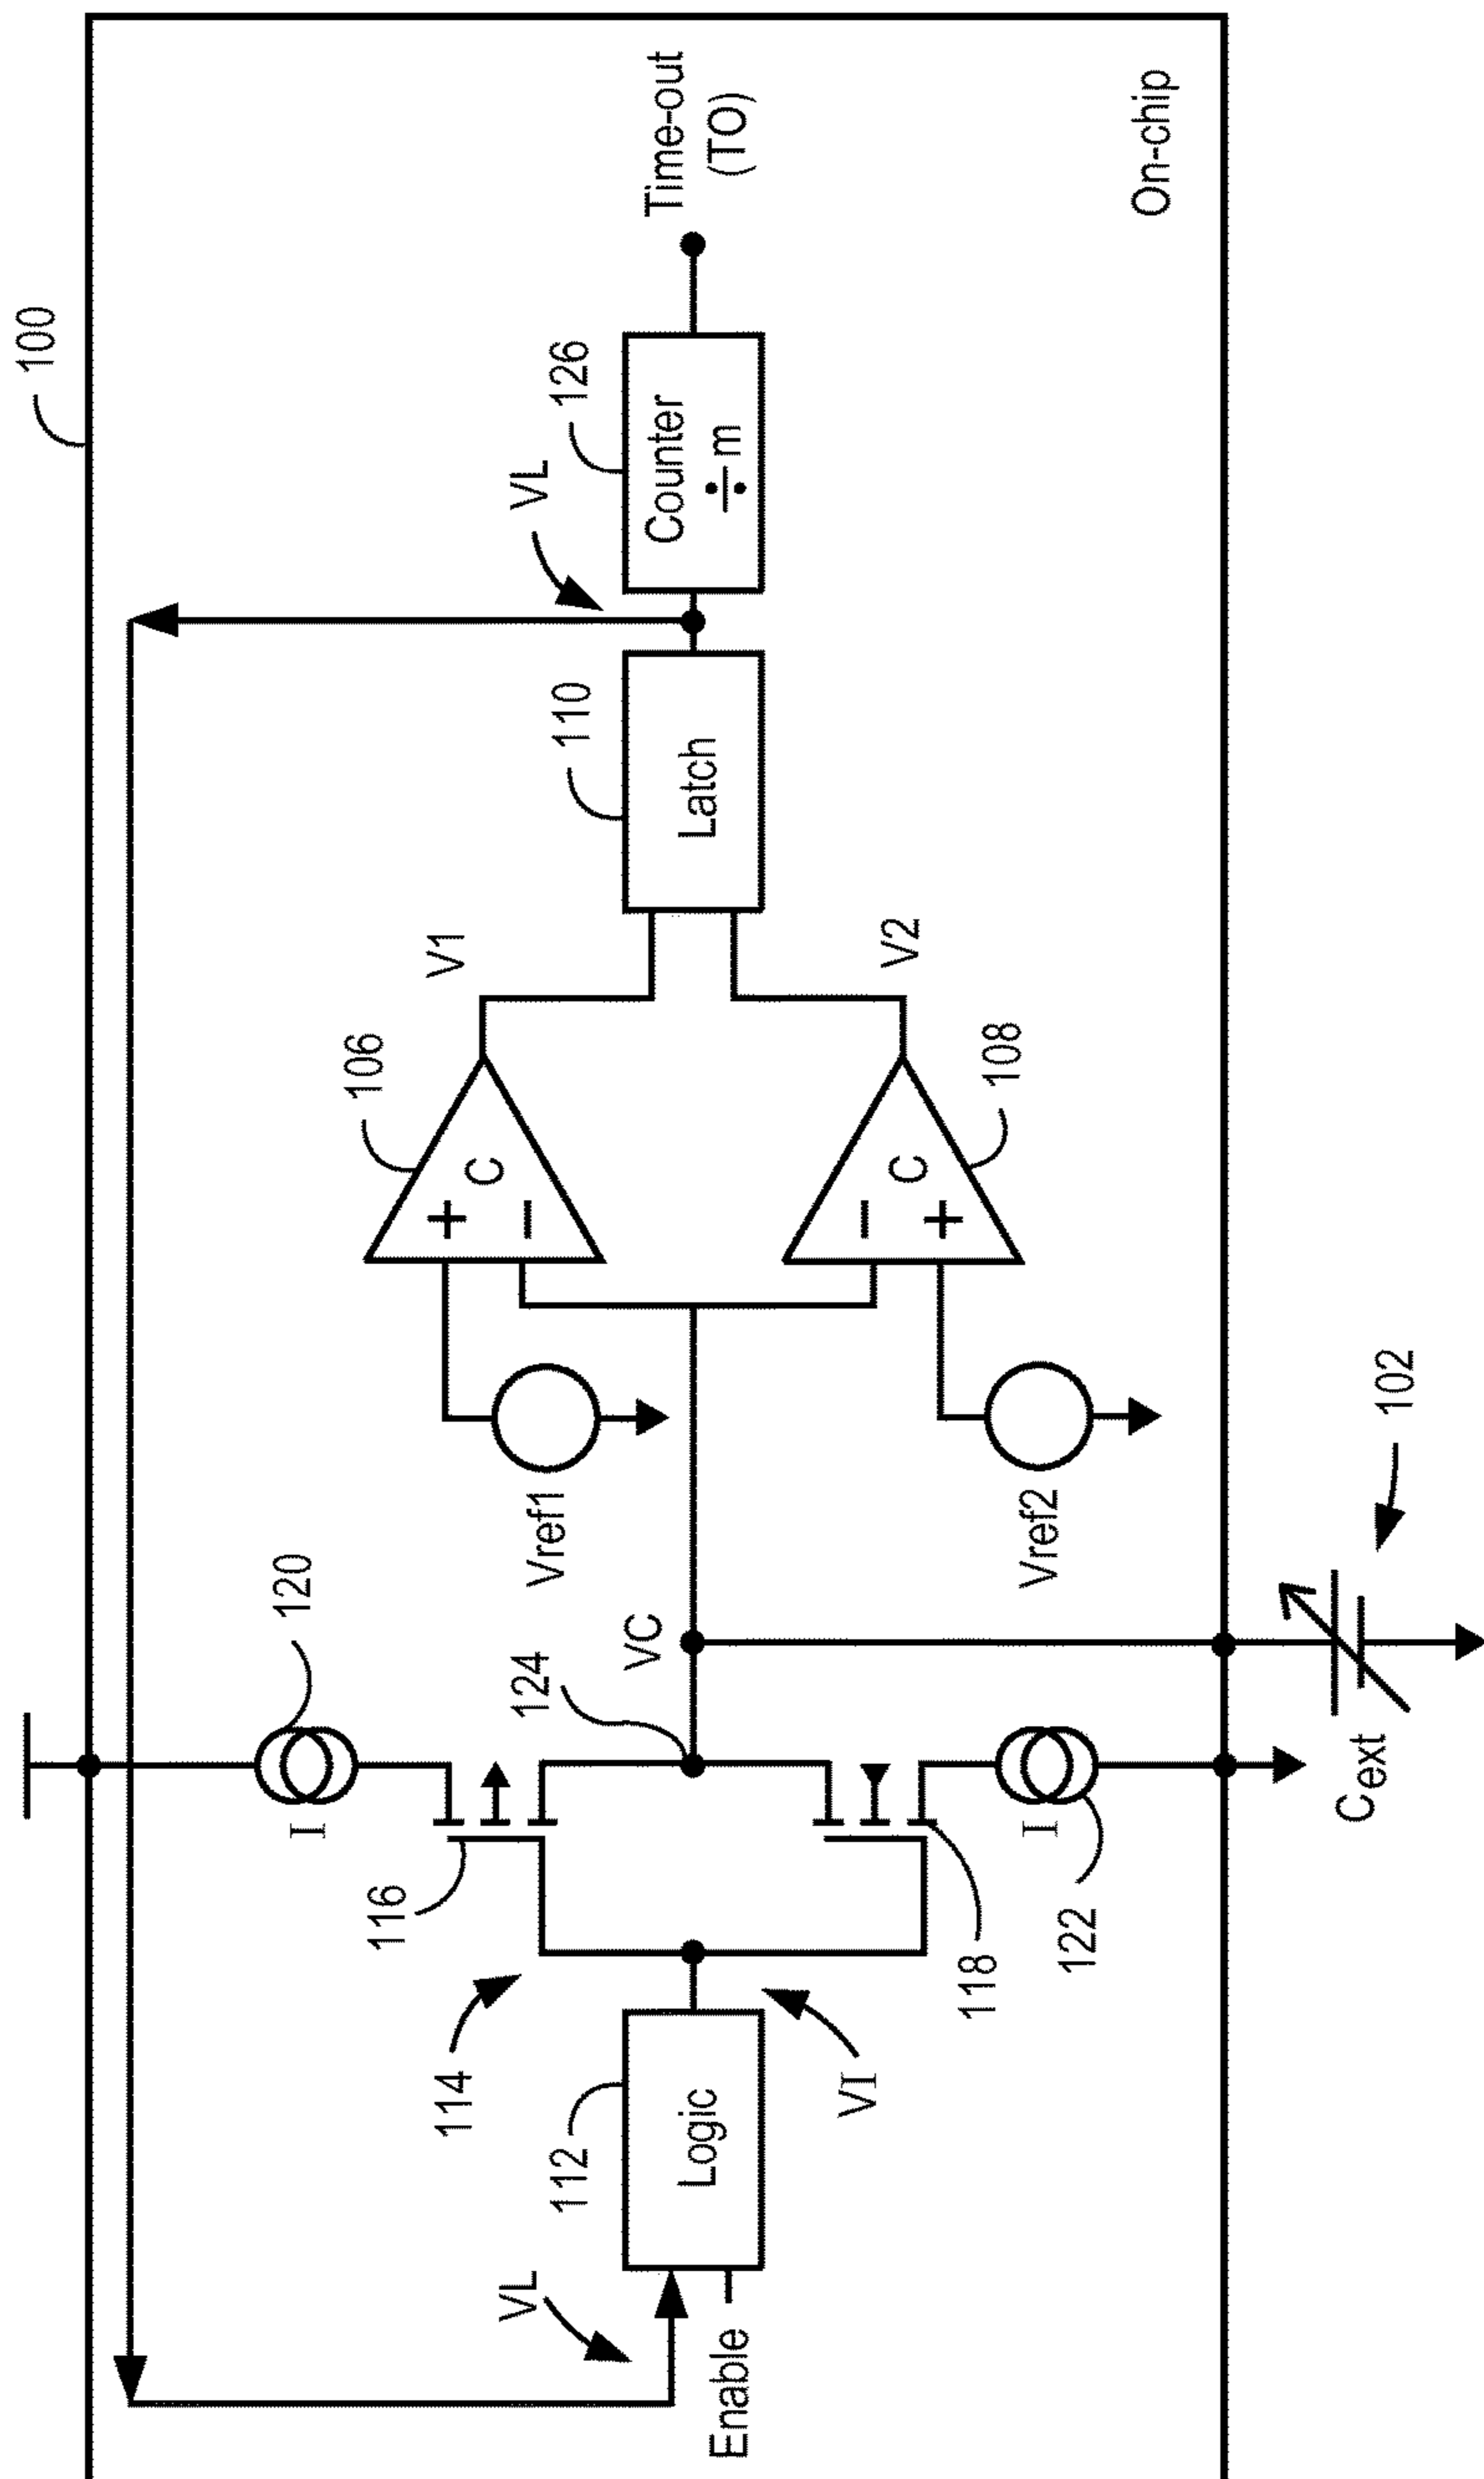 100
Time-out
(TO)
On-chip
126
Counter
÷m
VL
110
Latch
V1
V2
106
C
+
−
108
C
−
+
Vref1
Vref2
102
Cext
120
I
VC
124
116
118
I
122
114
VI
112
Logic
VL
Enable